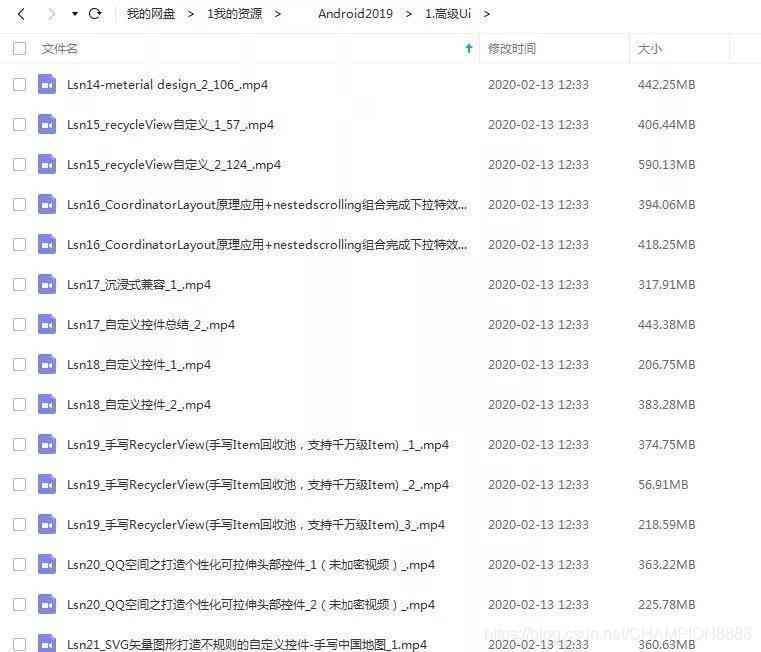 我的网盘 > 1我的资源 > Android2019 > 1.高级Ui >
文件名 修改时间 大小
Lsn14-meterial design_2_106_.mp4 2020-02-13 12:33 442.25MB
Lsn15_recycleView自定义_1_57_.mp4 2020-02-13 12:33 406.44MB
Lsn15_recycleView自定义_2_124_.mp4 2020-02-13 12:33 590.13MB
Lsn16_CoordinatorLayout原理应用+nestedscrolling组合完成下拉特效... 2020-02-13 12:33 394.06MB
Lsn16_CoordinatorLayout原理应用+nestedscrolling组合完成下拉特效... 2020-02-13 12:33 418.25MB
Lsn17_沉浸式兼容_1_.mp4 2020-02-13 12:33 317.91MB
Lsn17_自定义控件总结_2_.mp4 2020-02-13 12:33 443.38MB
Lsn18_自定义控件_1_.mp4 2020-02-13 12:33 206.75MB
Lsn18_自定义控件_2_.mp4 2020-02-13 12:33 383.28MB
Lsn19_手写RecyclerView(手写Item回收池，支持千万级Item) _1_.mp4 2020-02-13 12:33 374.75MB
Lsn19_手写RecyclerView(手写Item回收池，支持千万级Item) _2_.mp4 2020-02-13 12:33 56.91MB
Lsn19_手写RecyclerView(手写Item回收池，支持千万级Item)_3_.mp4 2020-02-13 12:33 218.59MB
Lsn20_QQ空间之打造个性化可拉伸头部控件_1（未加密视频）_.mp4 2020-02-13 12:33 363.22MB
Lsn20_QQ空间之打造个性化可拉伸头部控件_2（未加密视频）_.mp4 2020-02-13 12:33 225.78MB
https://blog.csdn.net/CHAMPION8888
Lsn21_SVG矢量图形打造不规则的自定义控件-手写中国地图_1.mp4 2020-02-13 12:33 360.63MB